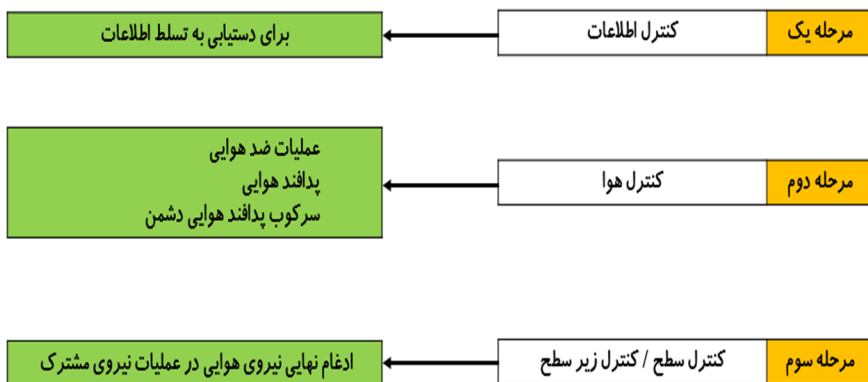 مرحله یک
کنترل اطلاعات
برای دستیابی به تسلط اطلاعات
مرحله دوم
کنترل هوا
عملیات ضد هوایی
پدافند هوایی
سرکوب پدافند هوایی دشمن
مرحله سوم
کنترل سطح / کنترل زیر سطح
ادغام نهایی نیروی هوایی در عملیات نیروی مشترک